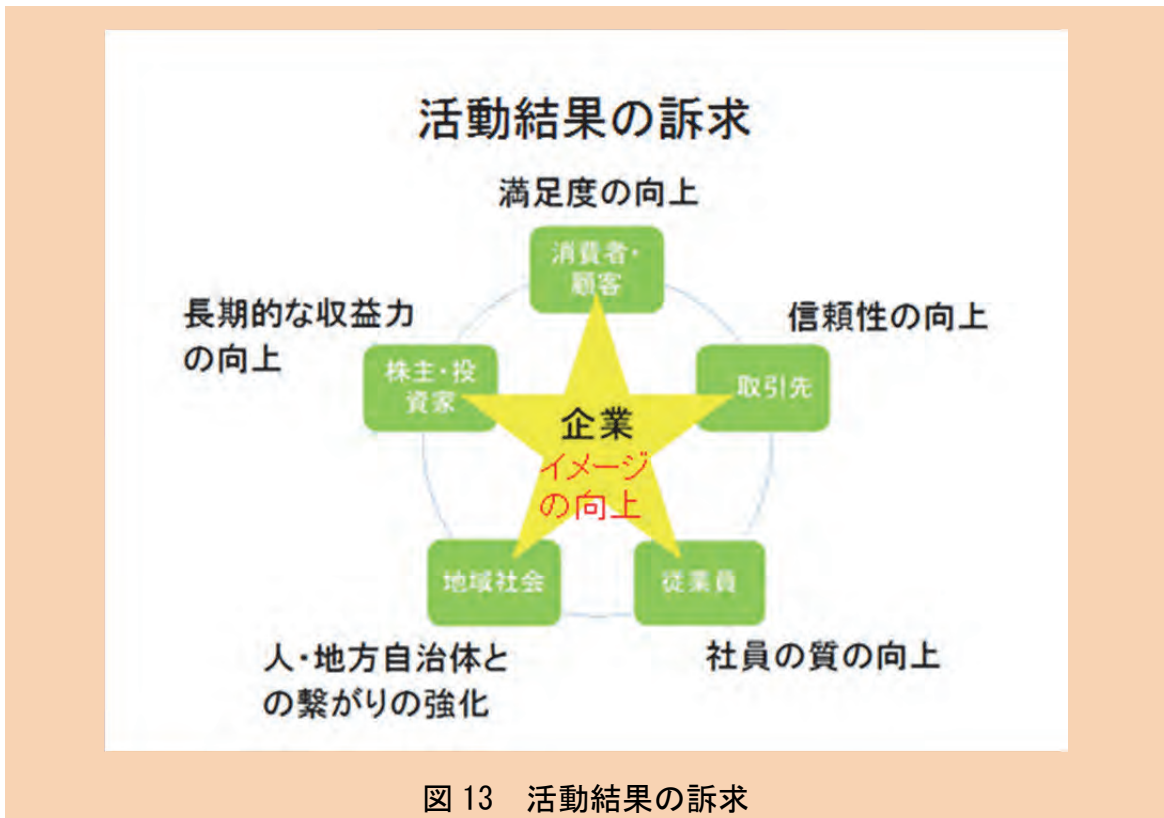 活動結果の訴求
満足度の向上
消費者・
顧客
長期的な収益力
の向上
株主・投
資家
信頼性の向上
取引先
企業
イメージ
の向上
地域社会
従業員
人・地方自治体と
の繋がりの強化
社員の質の向上
図 13　活動結果の訴求